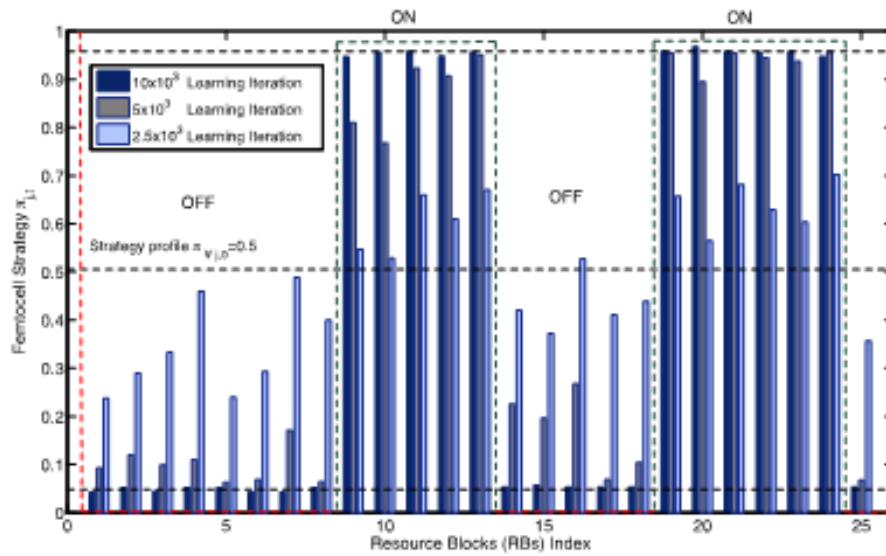 ON ON
1
0.9
0.8
0.7
0.6
0.5
0.4
0.3
0.2
0.1
0
10x10³ Learning Iteration
5x10³ Learning Iteration
2.5x10³ Learning Iteration
OFF OFF
Strategy profile π ∀j,0=0.5
Femtocell Strategy π j,1
0 5 10 15 20 25
Resource Blocks (RBs) Index